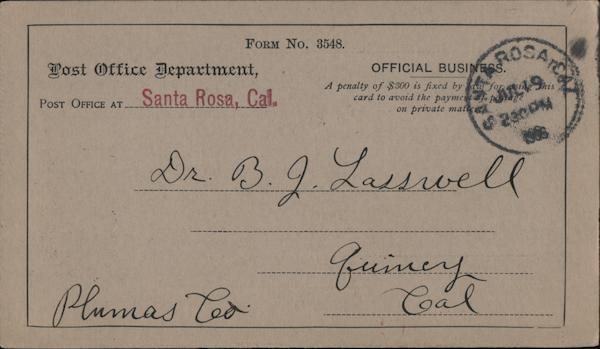 FORM No. 3548.
Post Office Department,
OFFICIAL BUSINESS.
POST OFFICE AT Santa Rosa, Cal.
A penalty of $300 is fixed by law for using this
card to avoid the payment of postage
on private matter.
SANTA ROSA, CAL
JUL 19
2 30 PM
Dr. B. J. Lasswell
Quincy
Plumas Co.
Cal